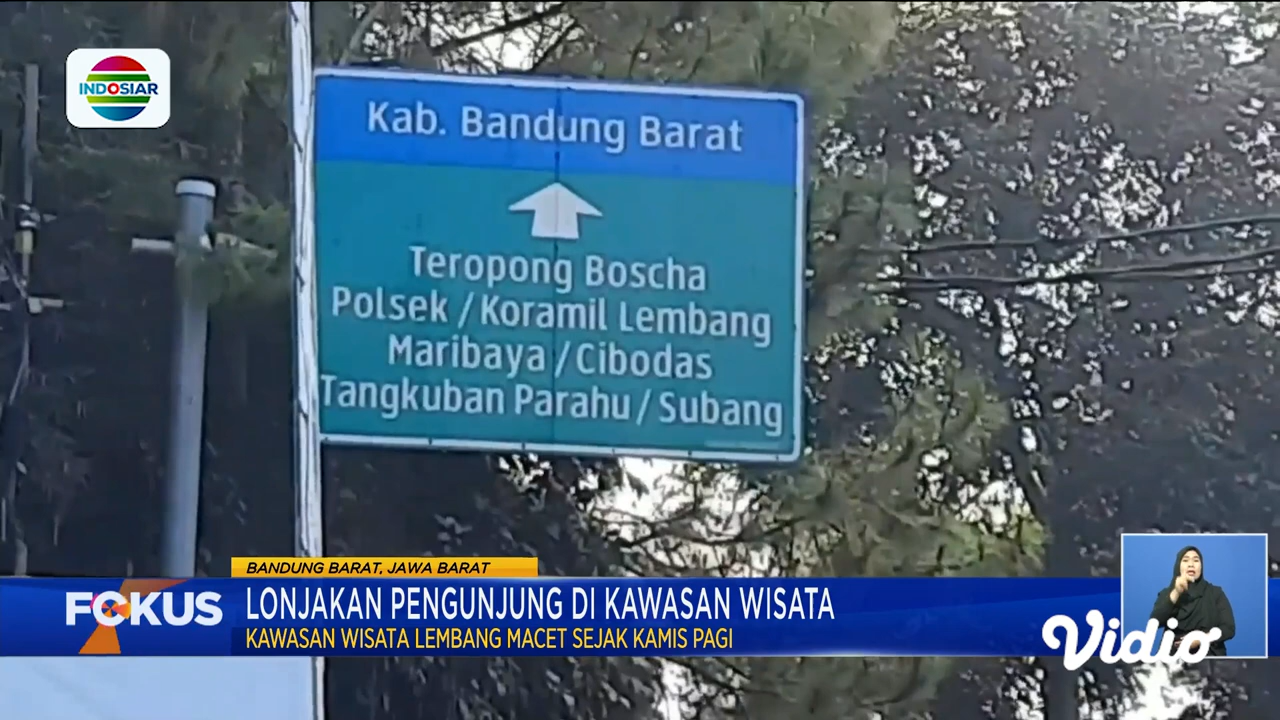 INDOSIAR
Kab. Bandung Barat
Teropong Boscha
Polsek / Koramil Lembang
Maribaya / Cibodas
Tangkuban Parahu / Subang
BANDUNG BARAT, JAWA BARAT
FOKUS
LONJAKAN PENGUNJUNG DI KAWASAN WISATA
KAWASAN WISATA LEMBANG MACET SEJAK KAMIS PAGI
Vidio